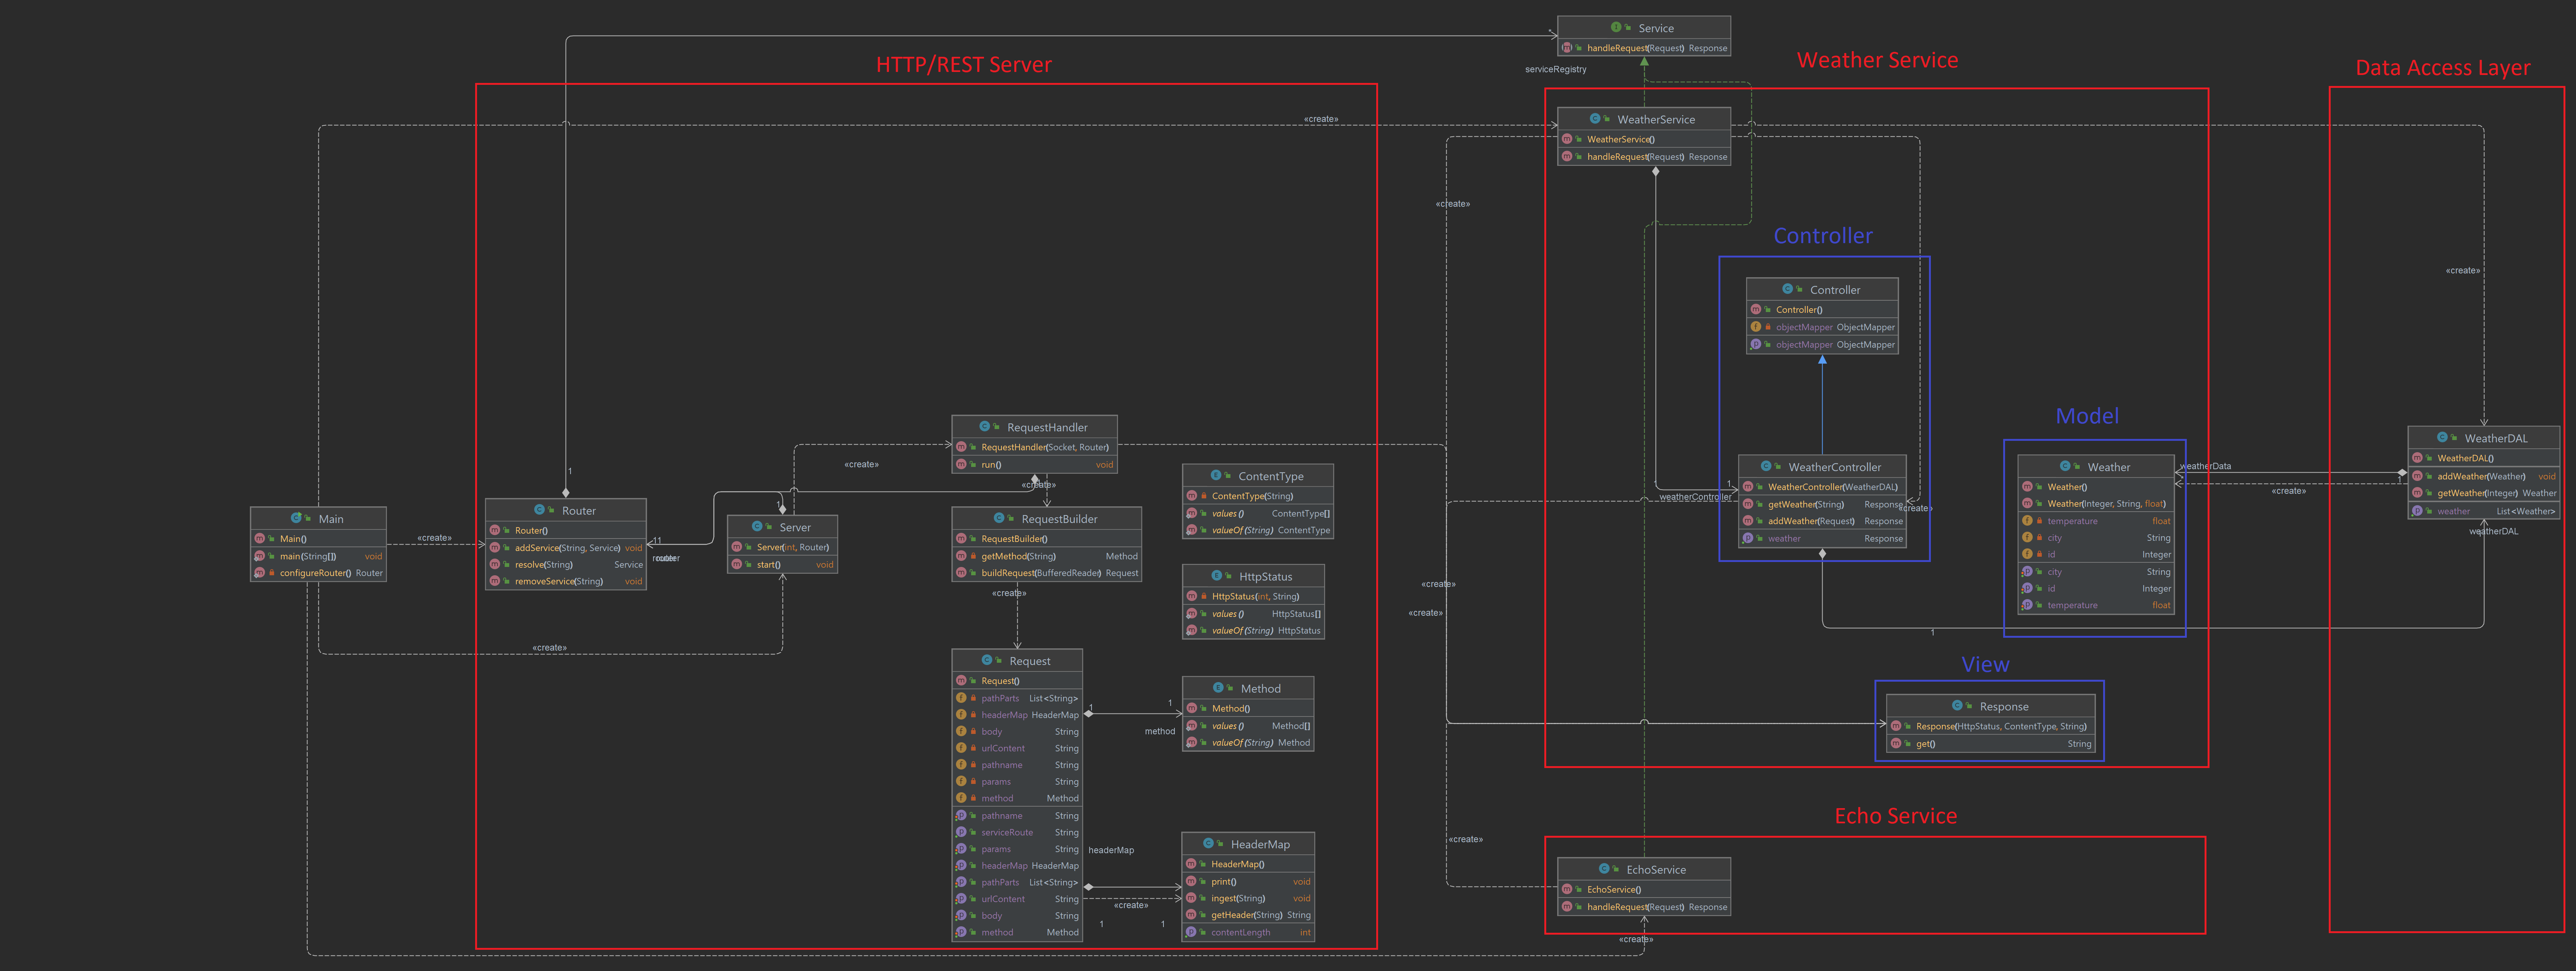 HTTP/REST Server
Weather Service
Data Access Layer
Controller
Model
View
Echo Service
Service
handleRequest(Request) Response
serviceRegistry
WeatherService
WeatherService()
handleRequest(Request) Response
«create»
«create»
«create»
Controller
Controller()
objectMapper ObjectMapper
objectMapper ObjectMapper
WeatherController
WeatherController(WeatherDAL)
getWeather(String) Response
addWeather(Request) Response
weather Response
weatherController
1
«create»
1
Weather
Weather()
Weather(Integer, String, float)
temperature float
city String
id Integer
city String
id Integer
temperature float
weatherData
«create»
WeatherDAL
WeatherDAL()
addWeather(Weather) void
getWeather(Integer) Weather
weather List<Weather>
weatherDAL
Response
Response(HttpStatus, ContentType, String)
get() String
EchoService
EchoService()
handleRequest(Request) Response
«create»
«create»
«create»
«create»
Main
Main()
main(String[]) void
configureRouter() Router
«create»
«create»
1
Router
Router()
addService(String, Service) void
resolve(String) Service
removeService(String) void
11
router
Server
Server(int, Router)
start() void
1
«create»
RequestHandler
RequestHandler(Socket, Router)
run() void
«create»
RequestBuilder
RequestBuilder()
getMethod(String) Method
buildRequest(BufferedReader) Request
«create»
Request
Request()
pathParts List<String>
headerMap HeaderMap
body String
urlContent String
pathname String
params String
method Method
pathname String
serviceRoute String
params String
headerMap HeaderMap
pathParts List<String>
urlContent String
body String
method Method
ContentType
ContentType(String)
values() ContentType[]
valueOf(String) ContentType
HttpStatus
HttpStatus(int, String)
values() HttpStatus[]
valueOf(String) HttpStatus
1
1
method
Method
Method()
values() Method[]
valueOf(String) Method
headerMap
«create»
1
1
HeaderMap
HeaderMap()
print() void
ingest(String) void
getHeader(String) String
contentLength int